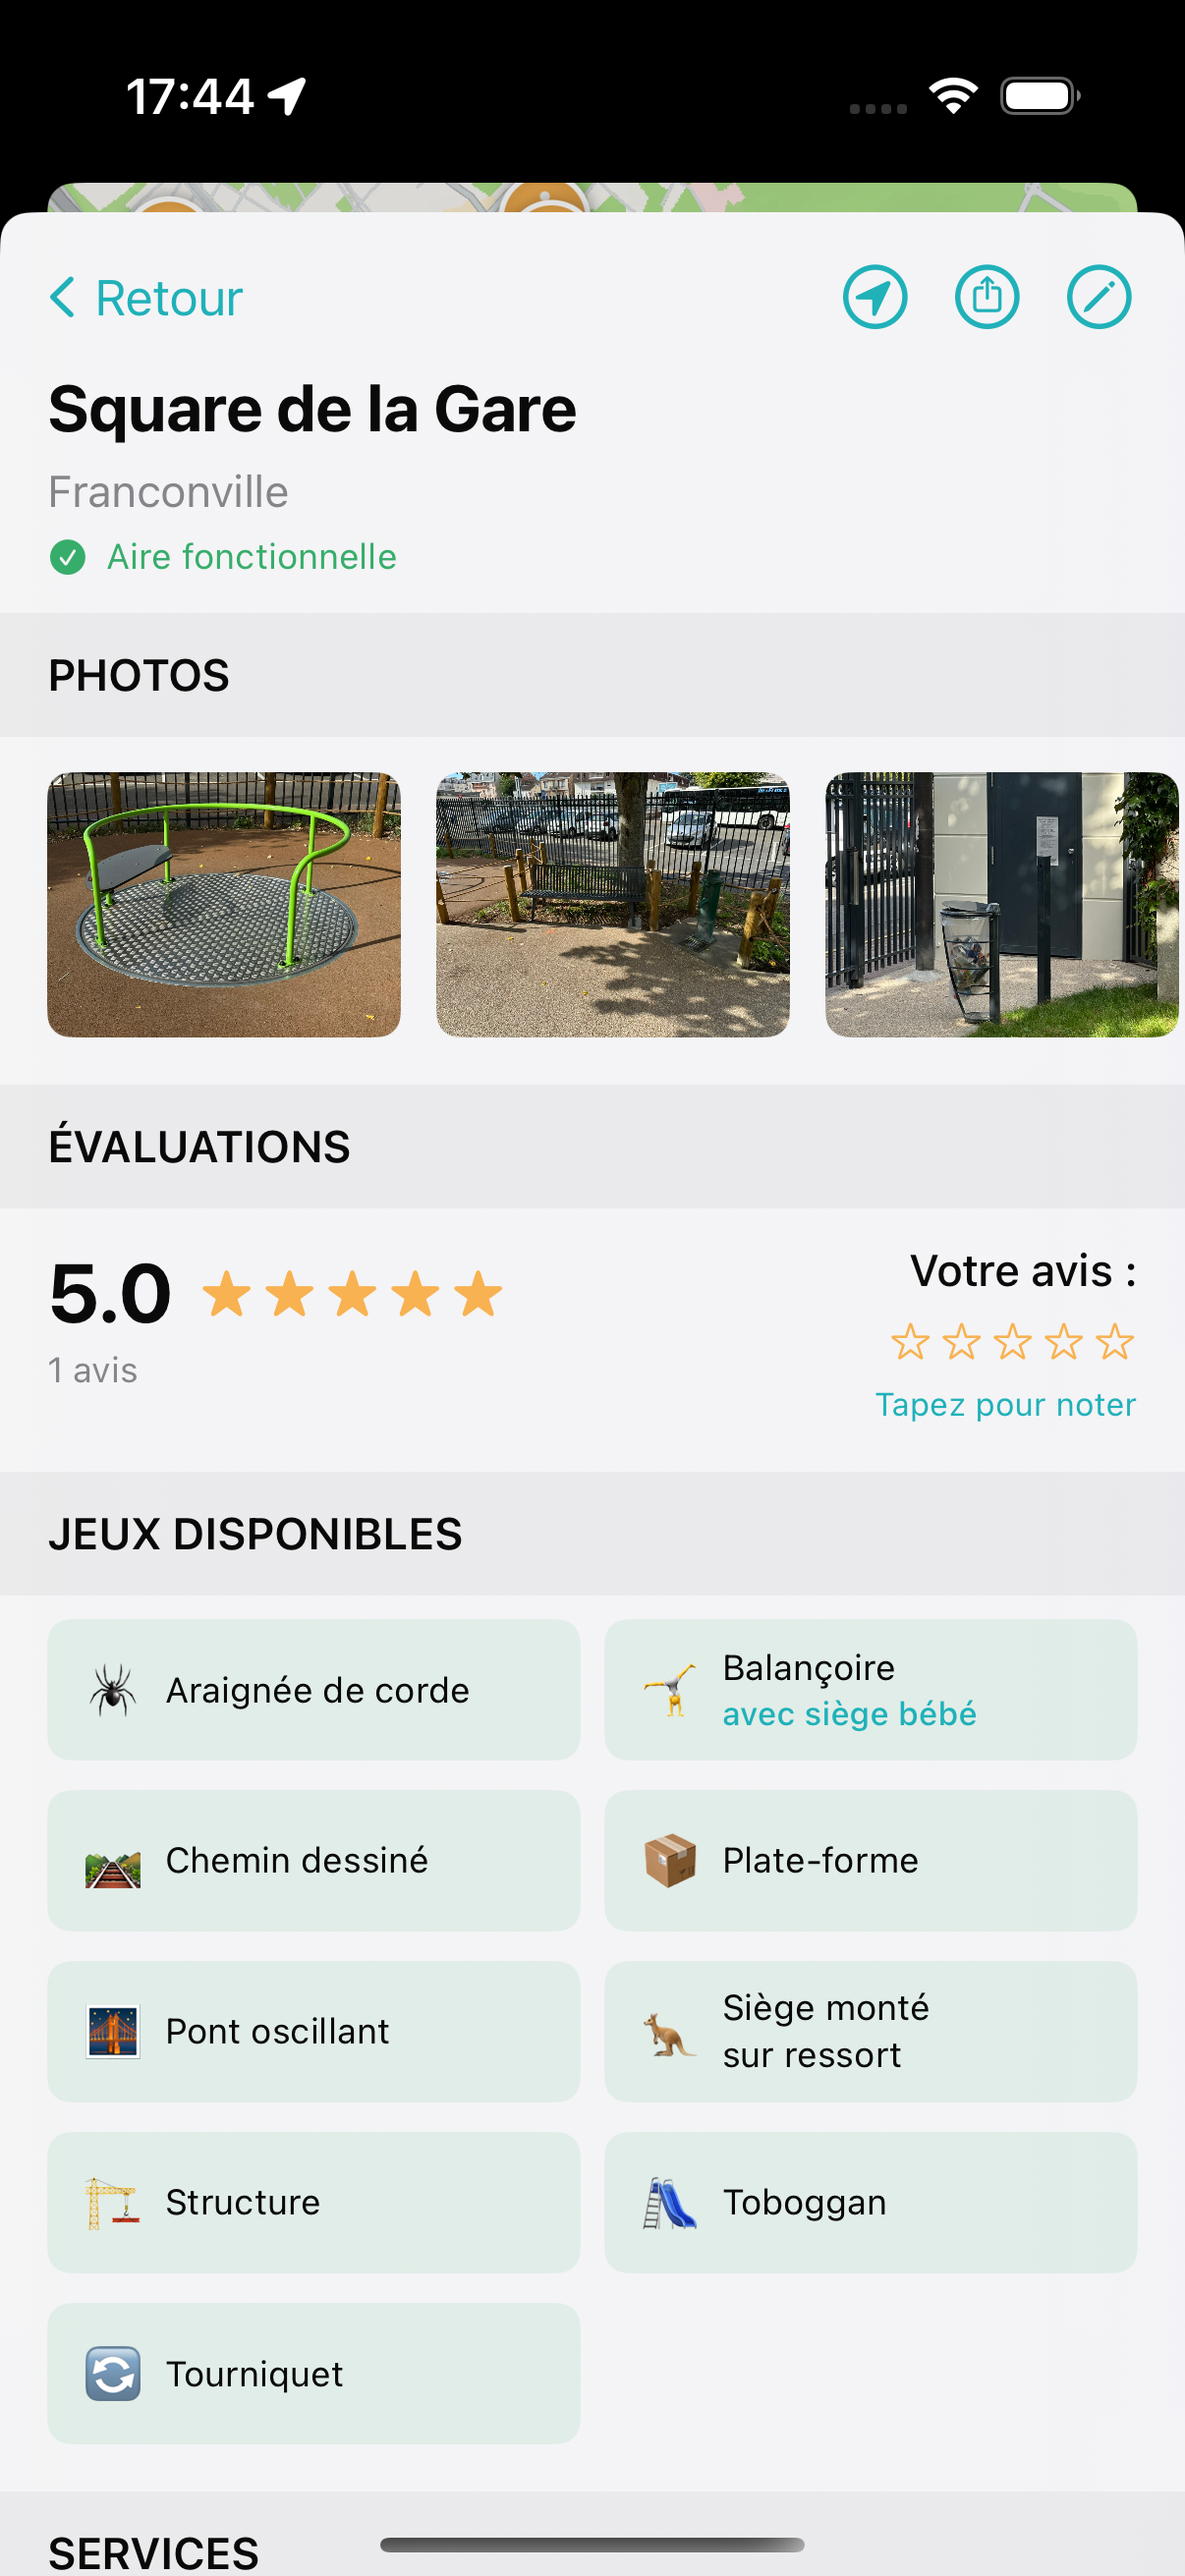 17:44
Retour
Square de la Gare
Franconville
Aire fonctionnelle
PHOTOS
ÉVALUATIONS
5.0
1 avis
Votre avis :
Tapez pour noter
JEUX DISPONIBLES
Araignée de corde
Balançoire
avec siège bébé
Chemin dessiné
Plate-forme
Pont oscillant
Siège monté
sur ressort
Structure
Toboggan
Tourniquet
SERVICES